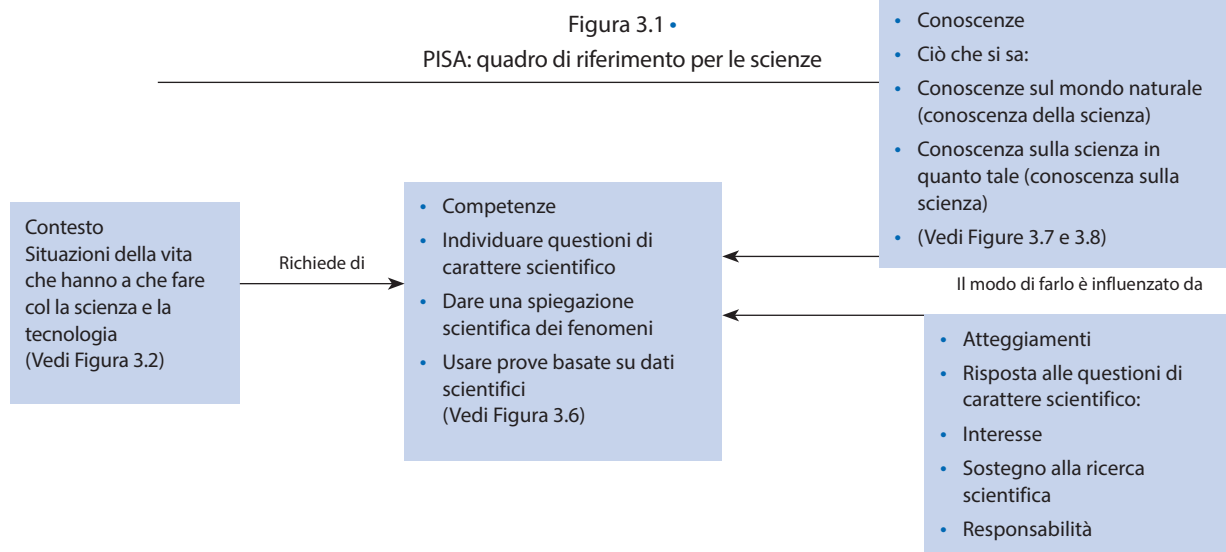 Figura 3.1 •
PISA: quadro di riferimento per le scienze
• Conoscenze
• Ciò che si sa:
• Conoscenze sul mondo naturale
(conoscenza della scienza)
• Conoscenza sulla scienza in
quanto tale (conoscenza sulla
scienza)
• (Vedi Figure 3.7 e 3.8)
Contesto
Situazioni della vita
che hanno a che fare
col la scienza e la
tecnologia
(Vedi Figura 3.2)
Richiede di
• Competenze
• Individuare questioni di
carattere scientifico
• Dare una spiegazione
scientifica dei fenomeni
• Usare prove basate su dati
scientifici
(Vedi Figura 3.6)
Il modo di farlo è influenzato da
• Atteggiamenti
• Risposta alle questioni di
carattere scientifico:
• Interesse
• Sostegno alla ricerca
scientifica
• Responsabilità